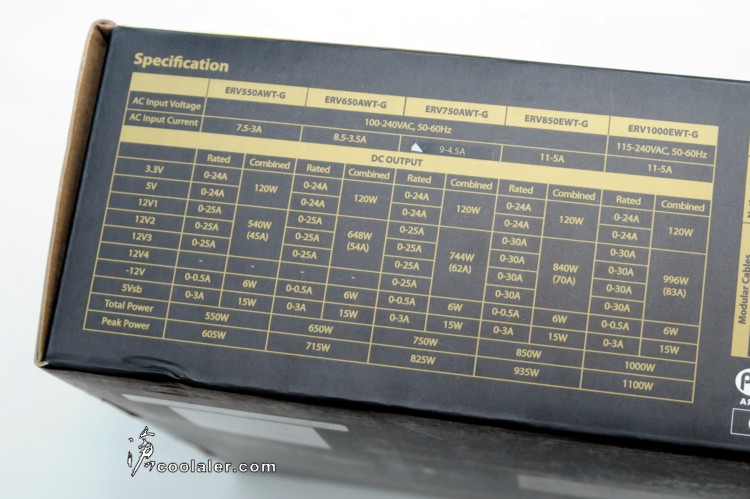 Specification
ERV550AWT-G ERV650AWT-G ERV750AWT-G ERV850EWT-G ERV1000EWT-G
AC Input Voltage 100-240VAC, 50-60Hz 115-240VAC, 50-60Hz
AC Input Current 7.5-3A 8.5-3.5A 9-4.5A 11-5A 11-5A
DC OUTPUT
Rated Combined Rated Combined Rated Combined Rated Combined Rated Combined
3.3V 0-24A 120W 0-24A 120W 0-24A 120W 0-24A 120W 0-24A 120W
5V 0-24A 0-24A 0-24A 0-24A 0-24A
12V1 0-25A 540W (45A) 0-25A 648W (54A) 0-25A 744W (62A) 0-30A 840W (70A) 0-30A 996W (83A)
12V2 0-25A 0-25A 0-25A 0-30A 0-30A
12V3 0-25A 0-25A 0-25A 0-30A 0-30A
12V4 - - - - 0-25A 0-30A 0-30A
-12V 0-0.5A 6W 0-0.5A 6W 0-0.5A 6W 0-0.5A 6W 0-0.5A 6W
5Vsb 0-3A 15W 0-3A 15W 0-3A 15W 0-3A 15W 0-3A 15W
Total Power 550W 650W 750W 850W 1000W
Peak Power 605W 715W 825W 935W 1100W
Modular Cables
coolaler.com